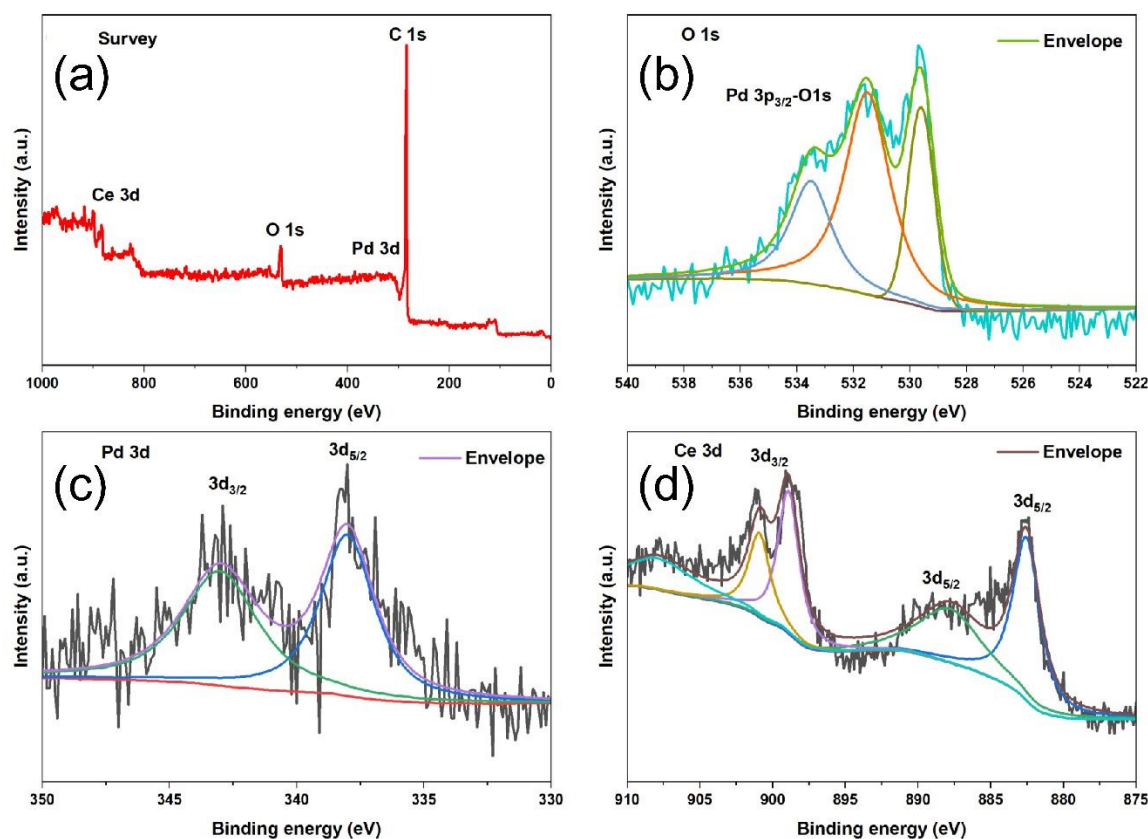 (a)
Survey
C 1s
Ce 3d
O 1s
Pd 3d
Intensity (a.u.)
1000 800 600 400 200 0
Binding energy (eV)
(b)
O 1s
Envelope
Pd 3p3/2-O1s
Intensity (a.u.)
540 538 536 534 532 530 528 526 524 522
Binding energy (eV)
(c)
Pd 3d
3d5/2
Envelope
3d3/2
Intensity (a.u.)
350 345 340 335 330
Binding energy (eV)
(d)
Ce 3d
3d3/2
Envelope
3d5/2
3d5/2
Intensity (a.u.)
910 905 900 895 890 885 880 875
Binding energy (eV)